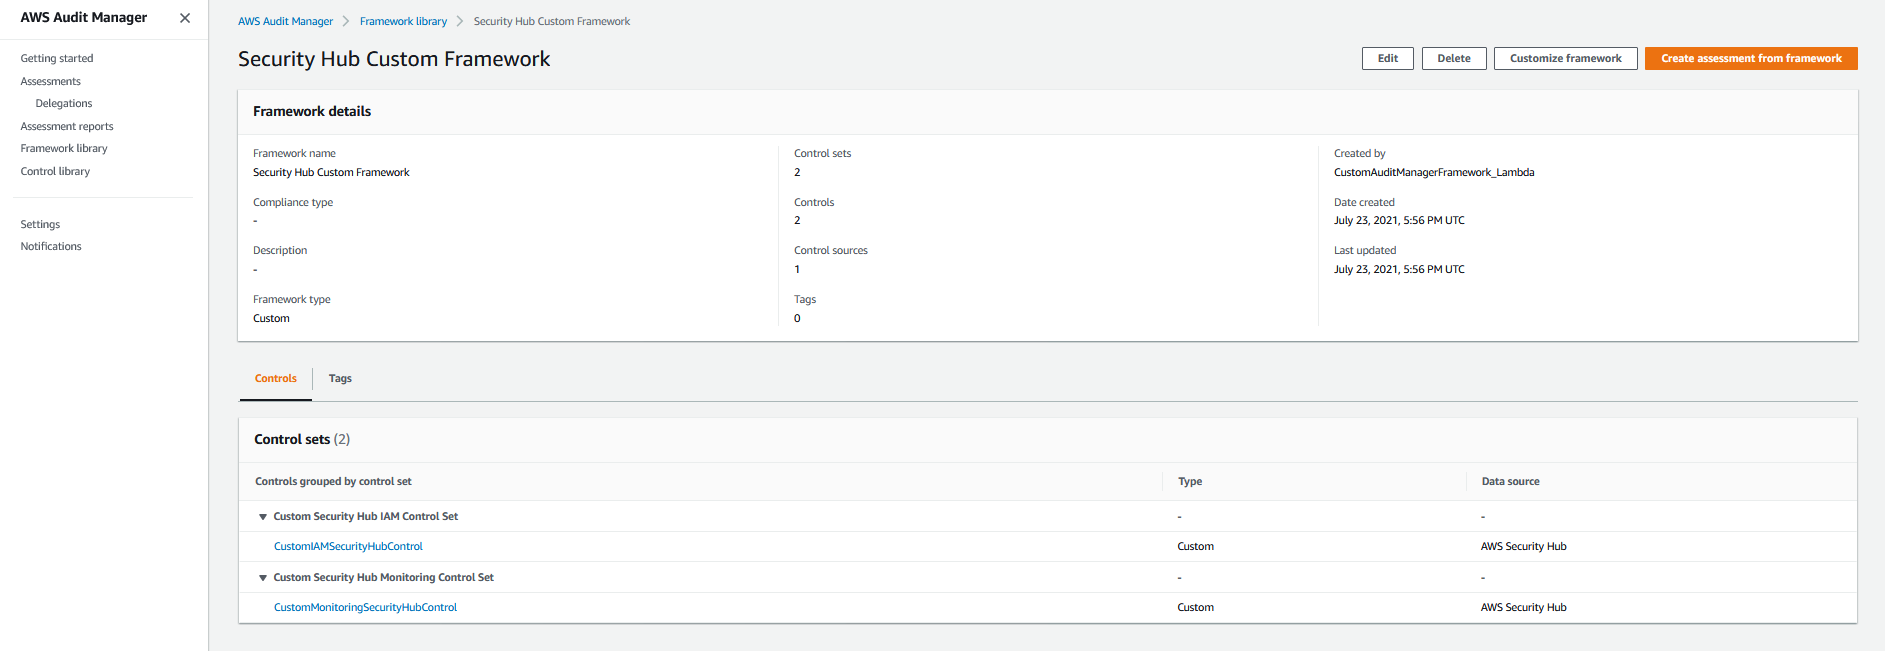 AWS Audit Manager
Getting started
Assessments
Delegations
Assessment reports
Framework library
Control library
Settings
Notifications
AWS Audit Manager > Framework library > Security Hub Custom Framework
Security Hub Custom Framework
Edit
Delete
Customize framework
Create assessment from framework
Framework details
Framework name
Security Hub Custom Framework
Compliance type
-
Description
-
Framework type
Custom
Control sets
2
Controls
2
Control sources
1
Tags
0
Created by
CustomAuditManagerFramework_Lambda
Date created
July 23, 2021, 5:56 PM UTC
Last updated
July 23, 2021, 5:56 PM UTC
Controls
Tags
Control sets (2)
Controls grouped by control set Type Data source
Custom Security Hub IAM Control Set - -
CustomIAMSecurityHubControl Custom AWS Security Hub
Custom Security Hub Monitoring Control Set - -
CustomMonitoringSecurityHubControl Custom AWS Security Hub